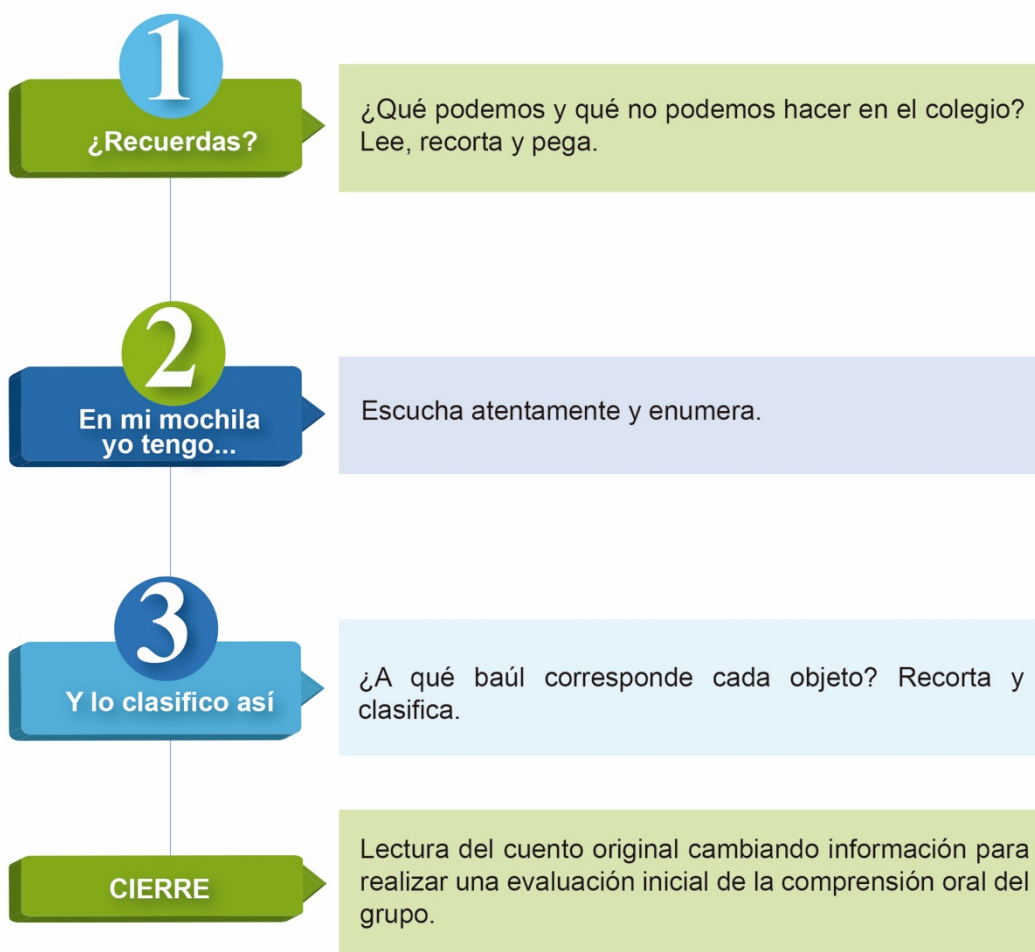 1
¿Recuerdas?
¿Qué podemos y qué no podemos hacer en el colegio?
Lee, recorta y pega.
2
En mi mochila
yo tengo...
Escucha atentamente y enumera.
3
Y lo clasifico así
¿A qué baúl corresponde cada objeto? Recorta y
clasifica.
CIERRE
Lectura del cuento original cambiando información para
realizar una evaluación inicial de la comprensión oral del
grupo.